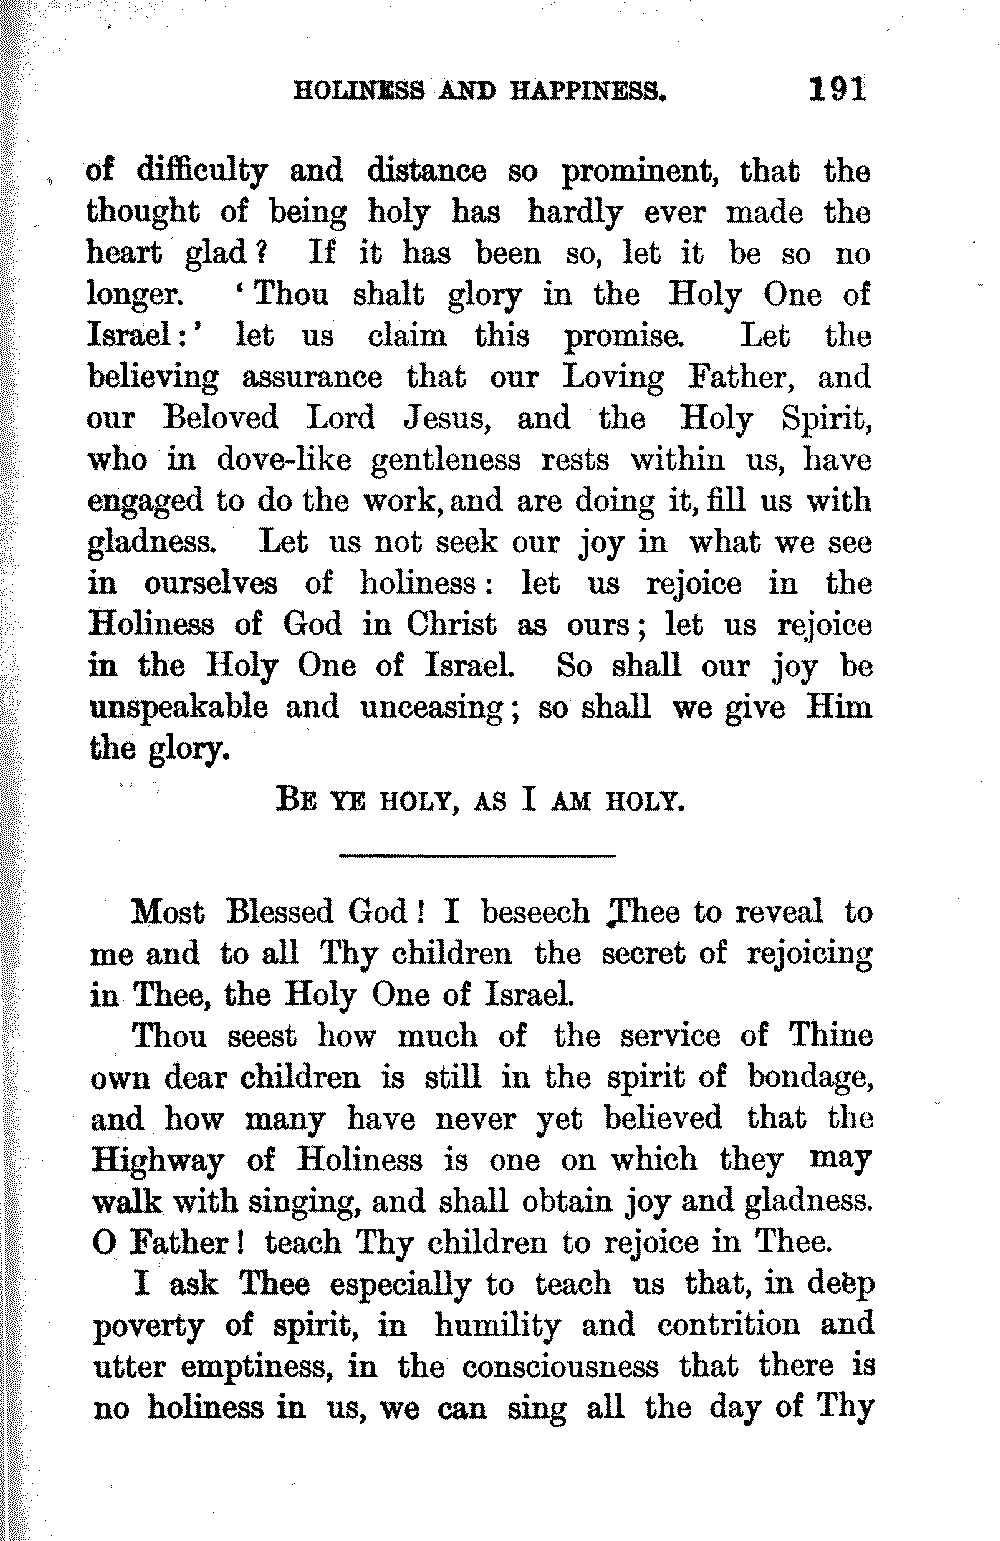 HOLINESS AND HAPPINESS. 191
of difficulty and distance so prominent, that the
thought of being holy has hardly ever made the
heart glad? If it has been so, let it be so no
longer. ‘Thou shalt glory in the Holy One of
Israel:’ let us claim this promise. Let the
believing assurance that our Loving Father, and
our Beloved Lord Jesus, and the Holy Spirit,
who in dove-like gentleness rests within us, have
engaged to do the work, and are doing it, fill us with
gladness. Let us not seek our joy in what we see
in ourselves of holiness: let us rejoice in the
Holiness of God in Christ as ours; let us rejoice
in the Holy One of Israel. So shall our joy be
unspeakable and unceasing; so shall we give Him
the glory.
BE YE HOLY, AS I AM HOLY.
Most Blessed God! I beseech Thee to reveal to
me and to all Thy children the secret of rejoicing
in Thee, the Holy One of Israel.
Thou seest how much of the service of Thine
own dear children is still in the spirit of bondage,
and how many have never yet believed that the
Highway of Holiness is one on which they may
walk with singing, and shall obtain joy and gladness.
O Father! teach Thy children to rejoice in Thee.
I ask Thee especially to teach us that, in deep
poverty of spirit, in humility and contrition and
utter emptiness, in the consciousness that there is
no holiness in us, we can sing all the day of Thy